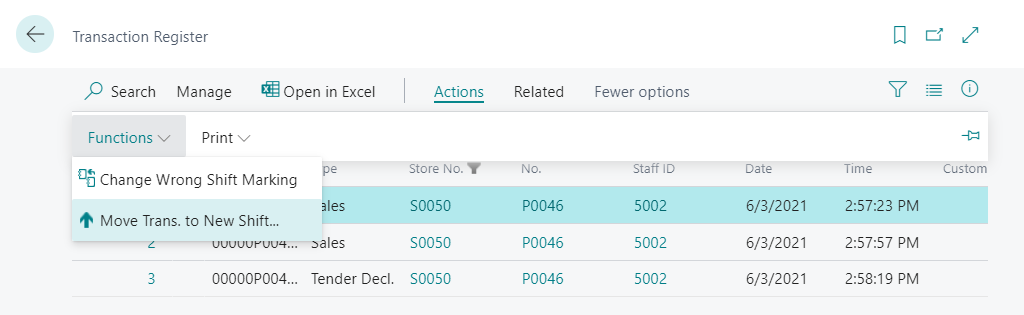 Transaction Register
Search Manage Open in Excel Actions Related Fewer options
Functions Print
Change Wrong Shift Marking
Move Trans. to New Shift...
Store No. No. Staff ID Date Time Custom
S0050 P0046 5002 6/3/2021 2:57:23 PM
2 00000P004... Sales S0050 P0046 5002 6/3/2021 2:57:57 PM
3 00000P004... Tender Decl. S0050 P0046 5002 6/3/2021 2:58:19 PM